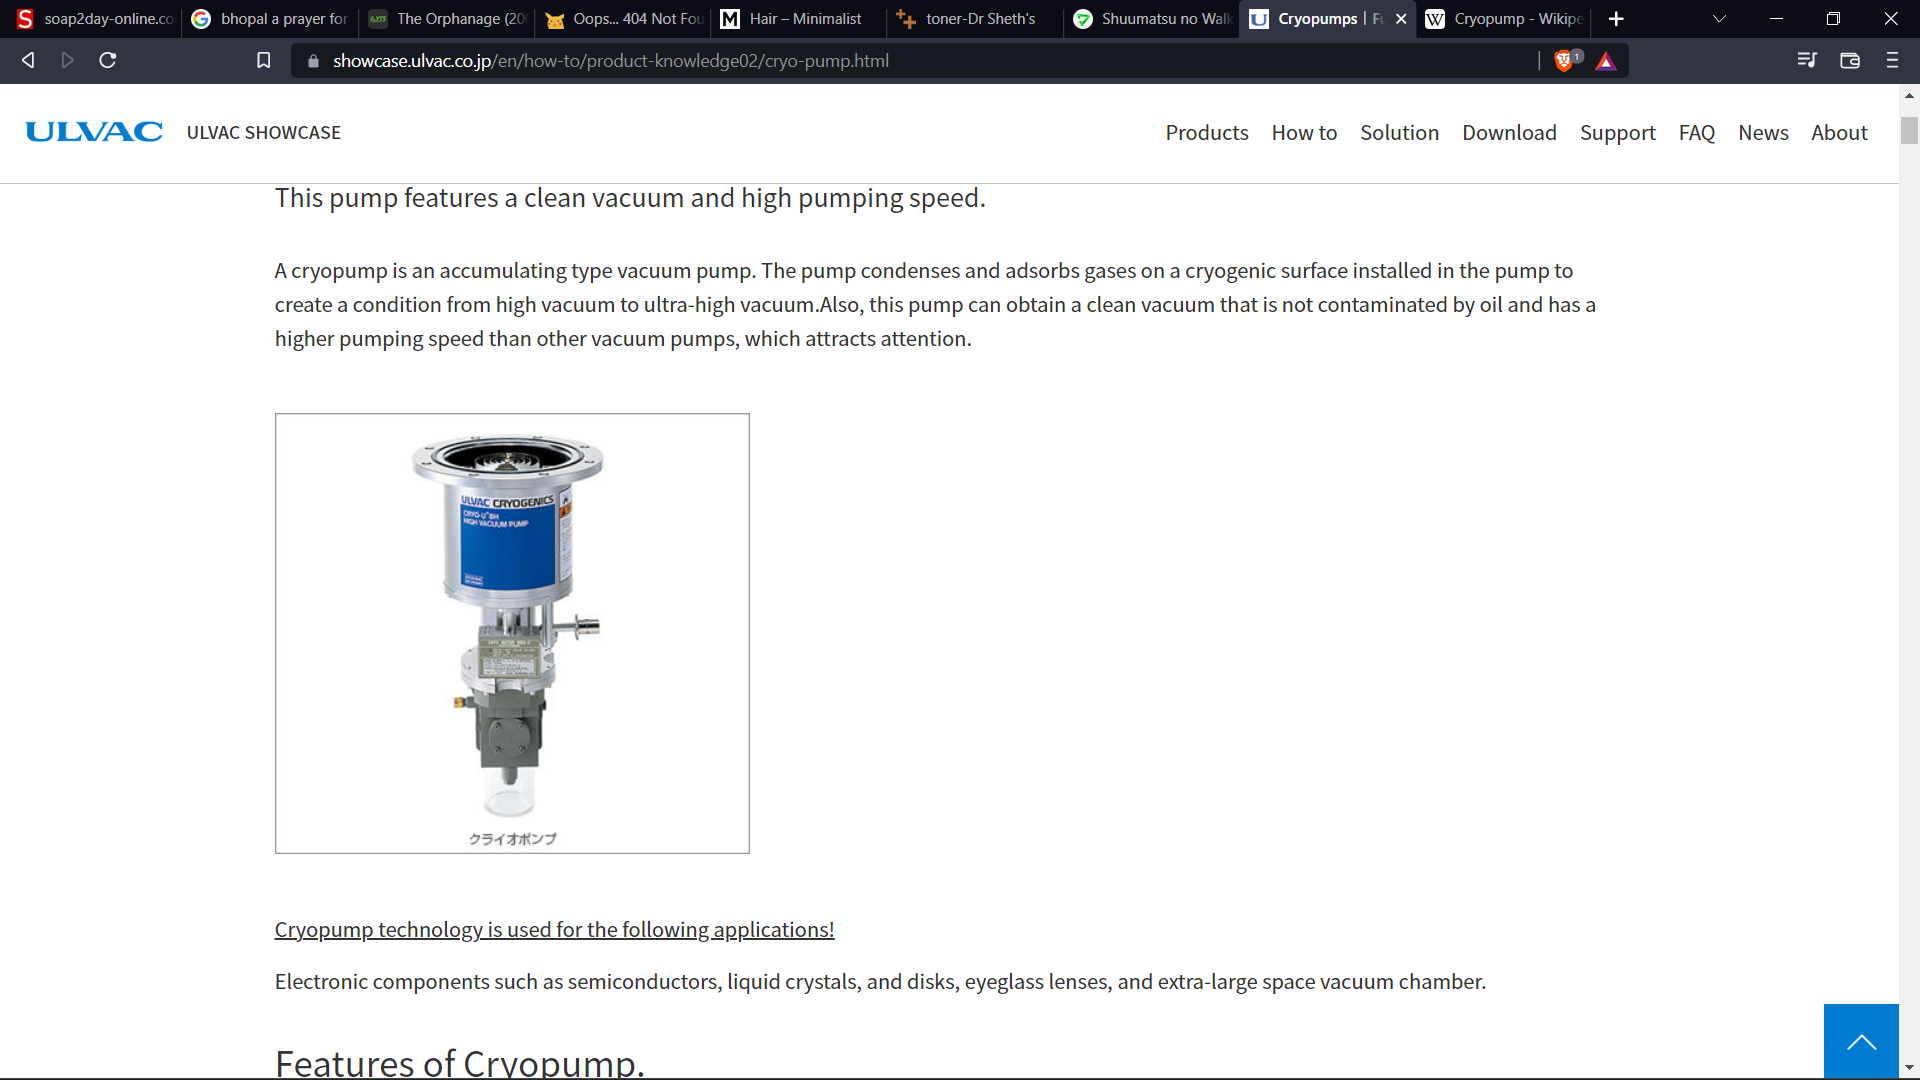 soap2day-online.co
bhopal a prayer for
The Orphanage (20
Oops... 404 Not Fou
Hair – Minimalist
toner-Dr Sheth's
Shuumatsu no Walk
Cryopumps | Fu
Cryopump - Wikipe
showcase.ulvac.co.jp/en/how-to/product-knowledge02/cryo-pump.html
1
ULVAC
ULVAC SHOWCASE
Products
How to
Solution
Download
Support
FAQ
News
About
This pump features a clean vacuum and high pumping speed.
A cryopump is an accumulating type vacuum pump. The pump condenses and adsorbs gases on a cryogenic surface installed in the pump to
create a condition from high vacuum to ultra-high vacuum.Also, this pump can obtain a clean vacuum that is not contaminated by oil and has a
higher pumping speed than other vacuum pumps, which attracts attention.
ULVAC CRYOGENICS
CRYO-U®8H
HIGH VACUUM PUMP
クライオポンプ
Cryopump technology is used for the following applications!
Electronic components such as semiconductors, liquid crystals, and disks, eyeglass lenses, and extra-large space vacuum chamber.
Features of Cryopump.